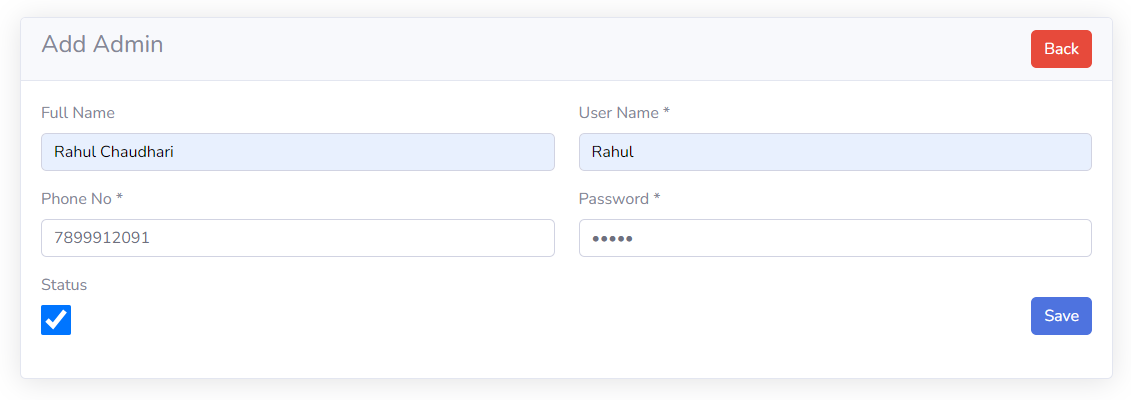 Add Admin
Back
Full Name
User Name *
Rahul Chaudhari
Rahul
Phone No *
Password *
7899912091
•••••
Status
Save